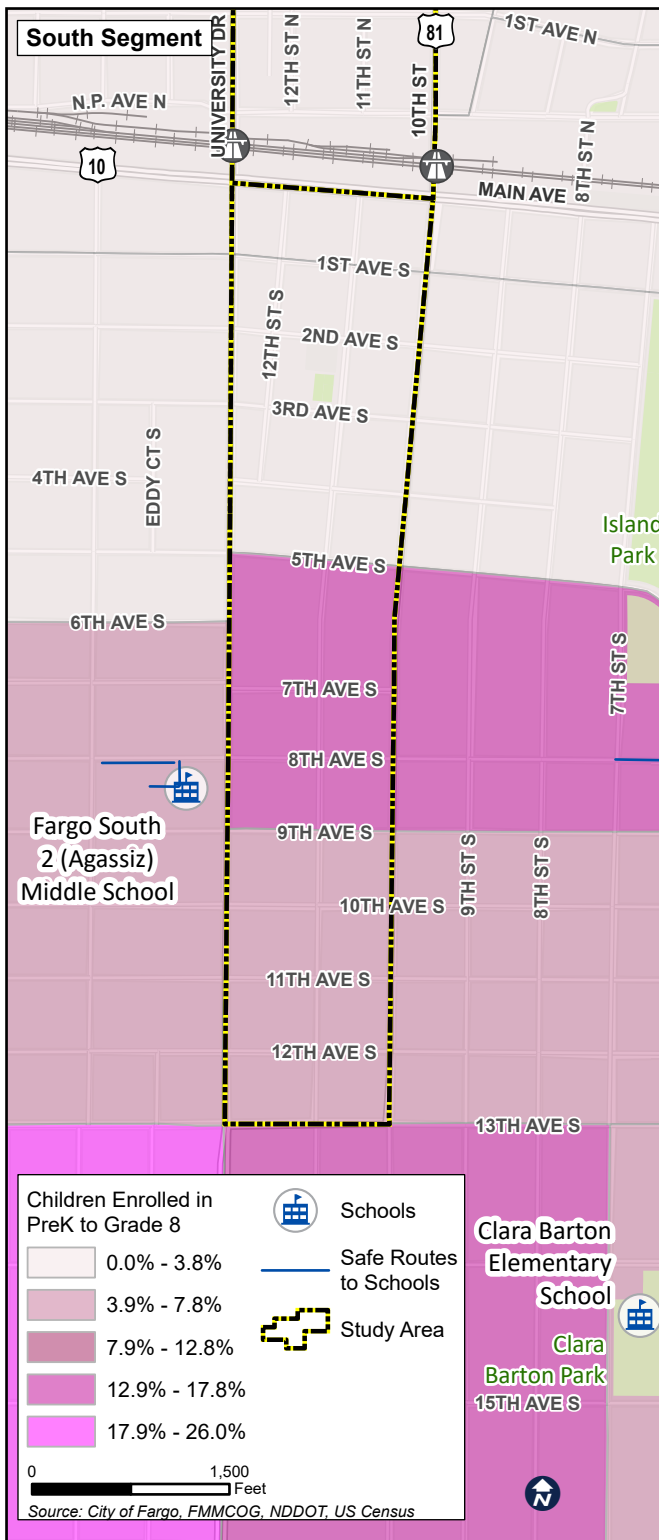 South Segment
UNIVERSITY DR
12TH ST N
11TH ST N
10TH ST
81
1ST AVE N
N.P. AVE N
10
MAIN AVE
8TH ST N
1ST AVE S
12TH ST S
2ND AVE S
3RD AVE S
4TH AVE S
EDDY CT S
Island
Park
5TH AVE S
6TH AVE S
7TH AVE S
7TH ST S
8TH AVE S
Fargo South
2 (Agassiz)
Middle School
9TH AVE S
9TH ST S
8TH ST S
10TH AVE S
11TH AVE S
12TH AVE S
13TH AVE S
Children Enrolled in
PreK to Grade 8
0.0% - 3.8%
3.9% - 7.8%
7.9% - 12.8%
12.9% - 17.8%
17.9% - 26.0%
Schools
Safe Routes
to Schools
Study Area
Clara Barton
Elementary
School
Clara
Barton Park
15TH AVE S
0
1,500
Feet
N
Source: City of Fargo, FMMCOG, NDDOT, US Census